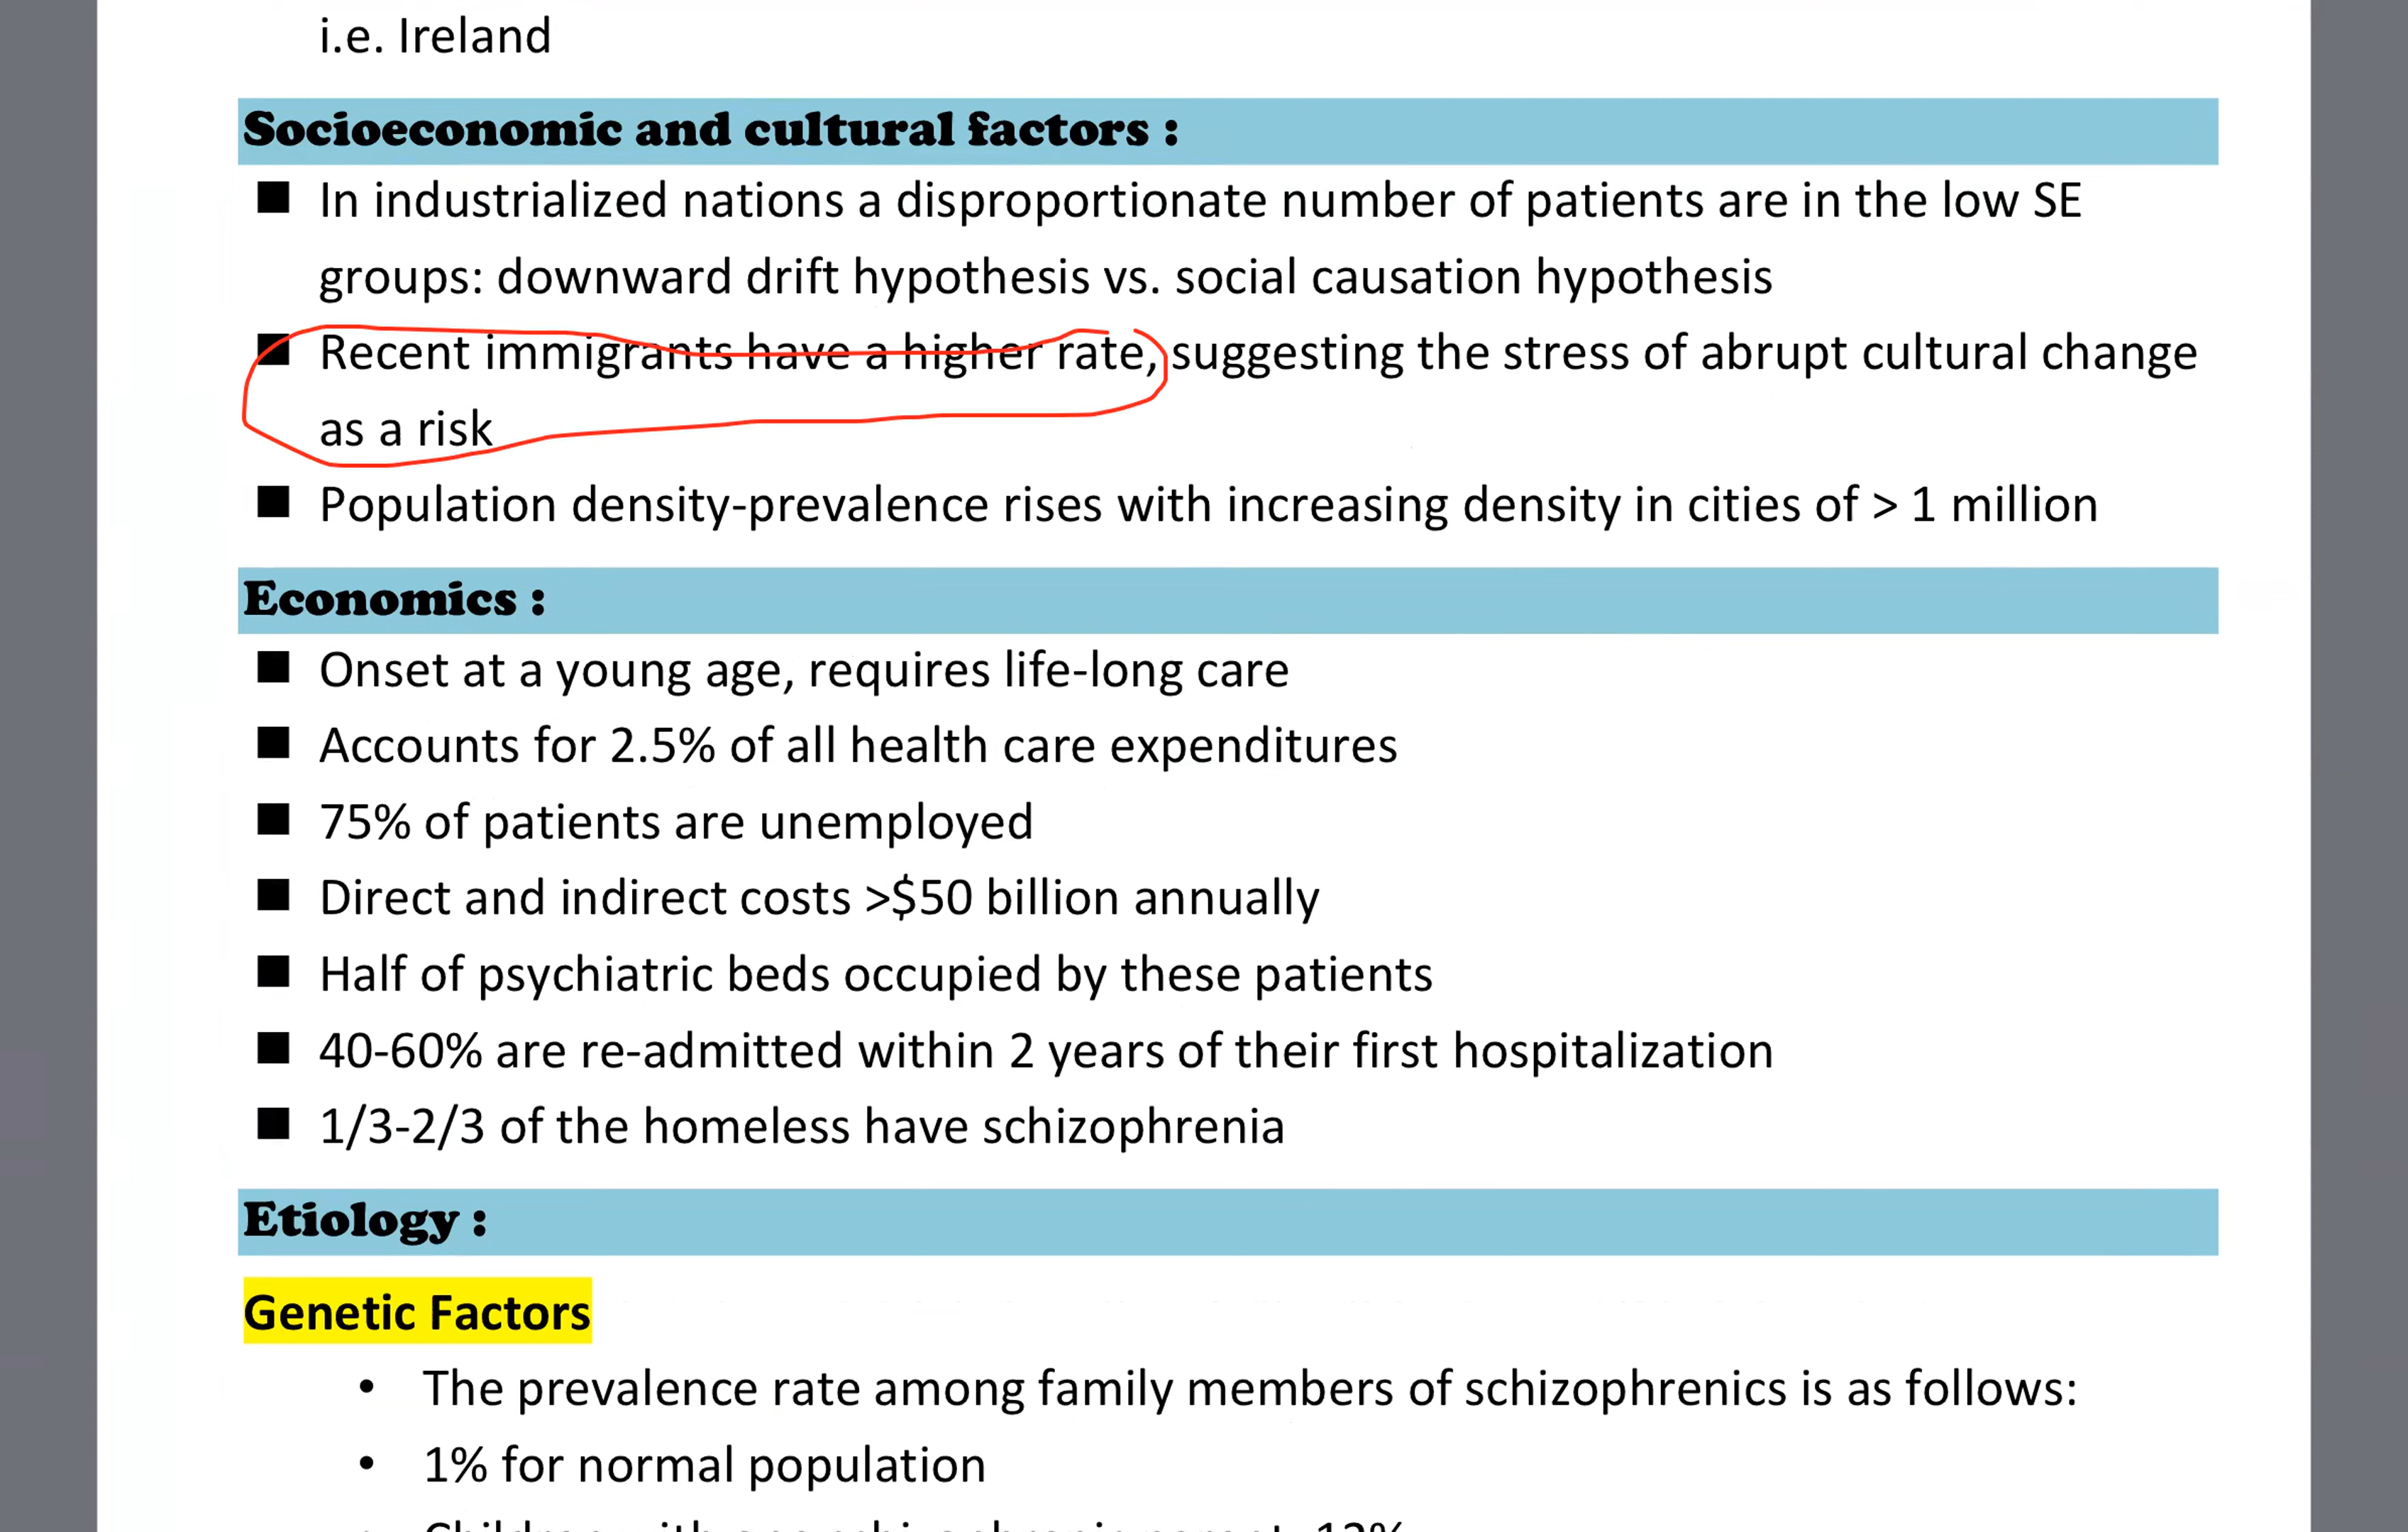 i.e. Ireland
Socioeconomic and cultural factors :
■ In industrialized nations a disproportionate number of patients are in the low SE
groups: downward drift hypothesis vs. social causation hypothesis
■ Recent immigrants have a higher rate, suggesting the stress of abrupt cultural change
as a risk
■ Population density-prevalence rises with increasing density in cities of > 1 million
Economics :
■ Onset at a young age, requires life-long care
■ Accounts for 2.5% of all health care expenditures
■ 75% of patients are unemployed
■ Direct and indirect costs >$50 billion annually
■ Half of psychiatric beds occupied by these patients
■ 40-60% are re-admitted within 2 years of their first hospitalization
■ 1/3-2/3 of the homeless have schizophrenia
Etiology :
Genetic Factors
• The prevalence rate among family members of schizophrenics is as follows:
• 1% for normal population